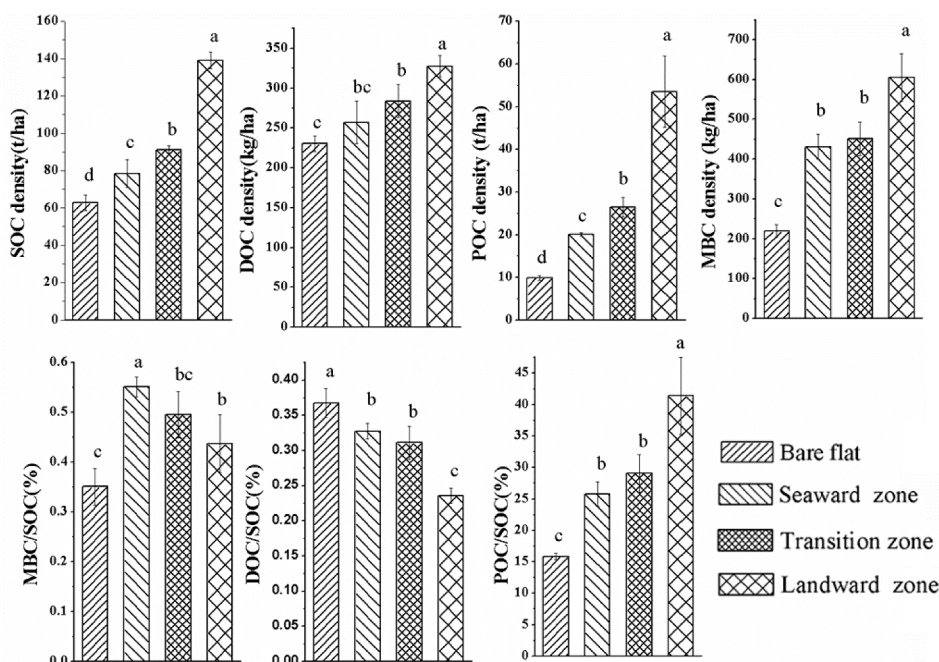 SOC density(t/ha)
160
140
120
100
80
60
40
20
0
d
c
b
a
DOC density(kg/ha)
350
300
250
200
150
100
50
0
c
bc
b
a
POC density(t/ha)
70
60
50
40
30
20
10
0
d
c
b
a
MBC density (kg/ha)
700
600
500
400
300
200
100
0
c
b
b
a
MBC/SOC(%)
0.6
0.5
0.4
0.3
0.2
0.1
0.0
c
a
bc
b
DOC/SOC(%)
0.40
0.35
0.30
0.25
0.20
0.15
0.10
0.05
0.00
a
b
b
c
POC/SOC(%)
45
40
35
30
25
20
15
10
5
0
c
b
b
a
Bare flat
Seaward zone
Transition zone
Landward zone